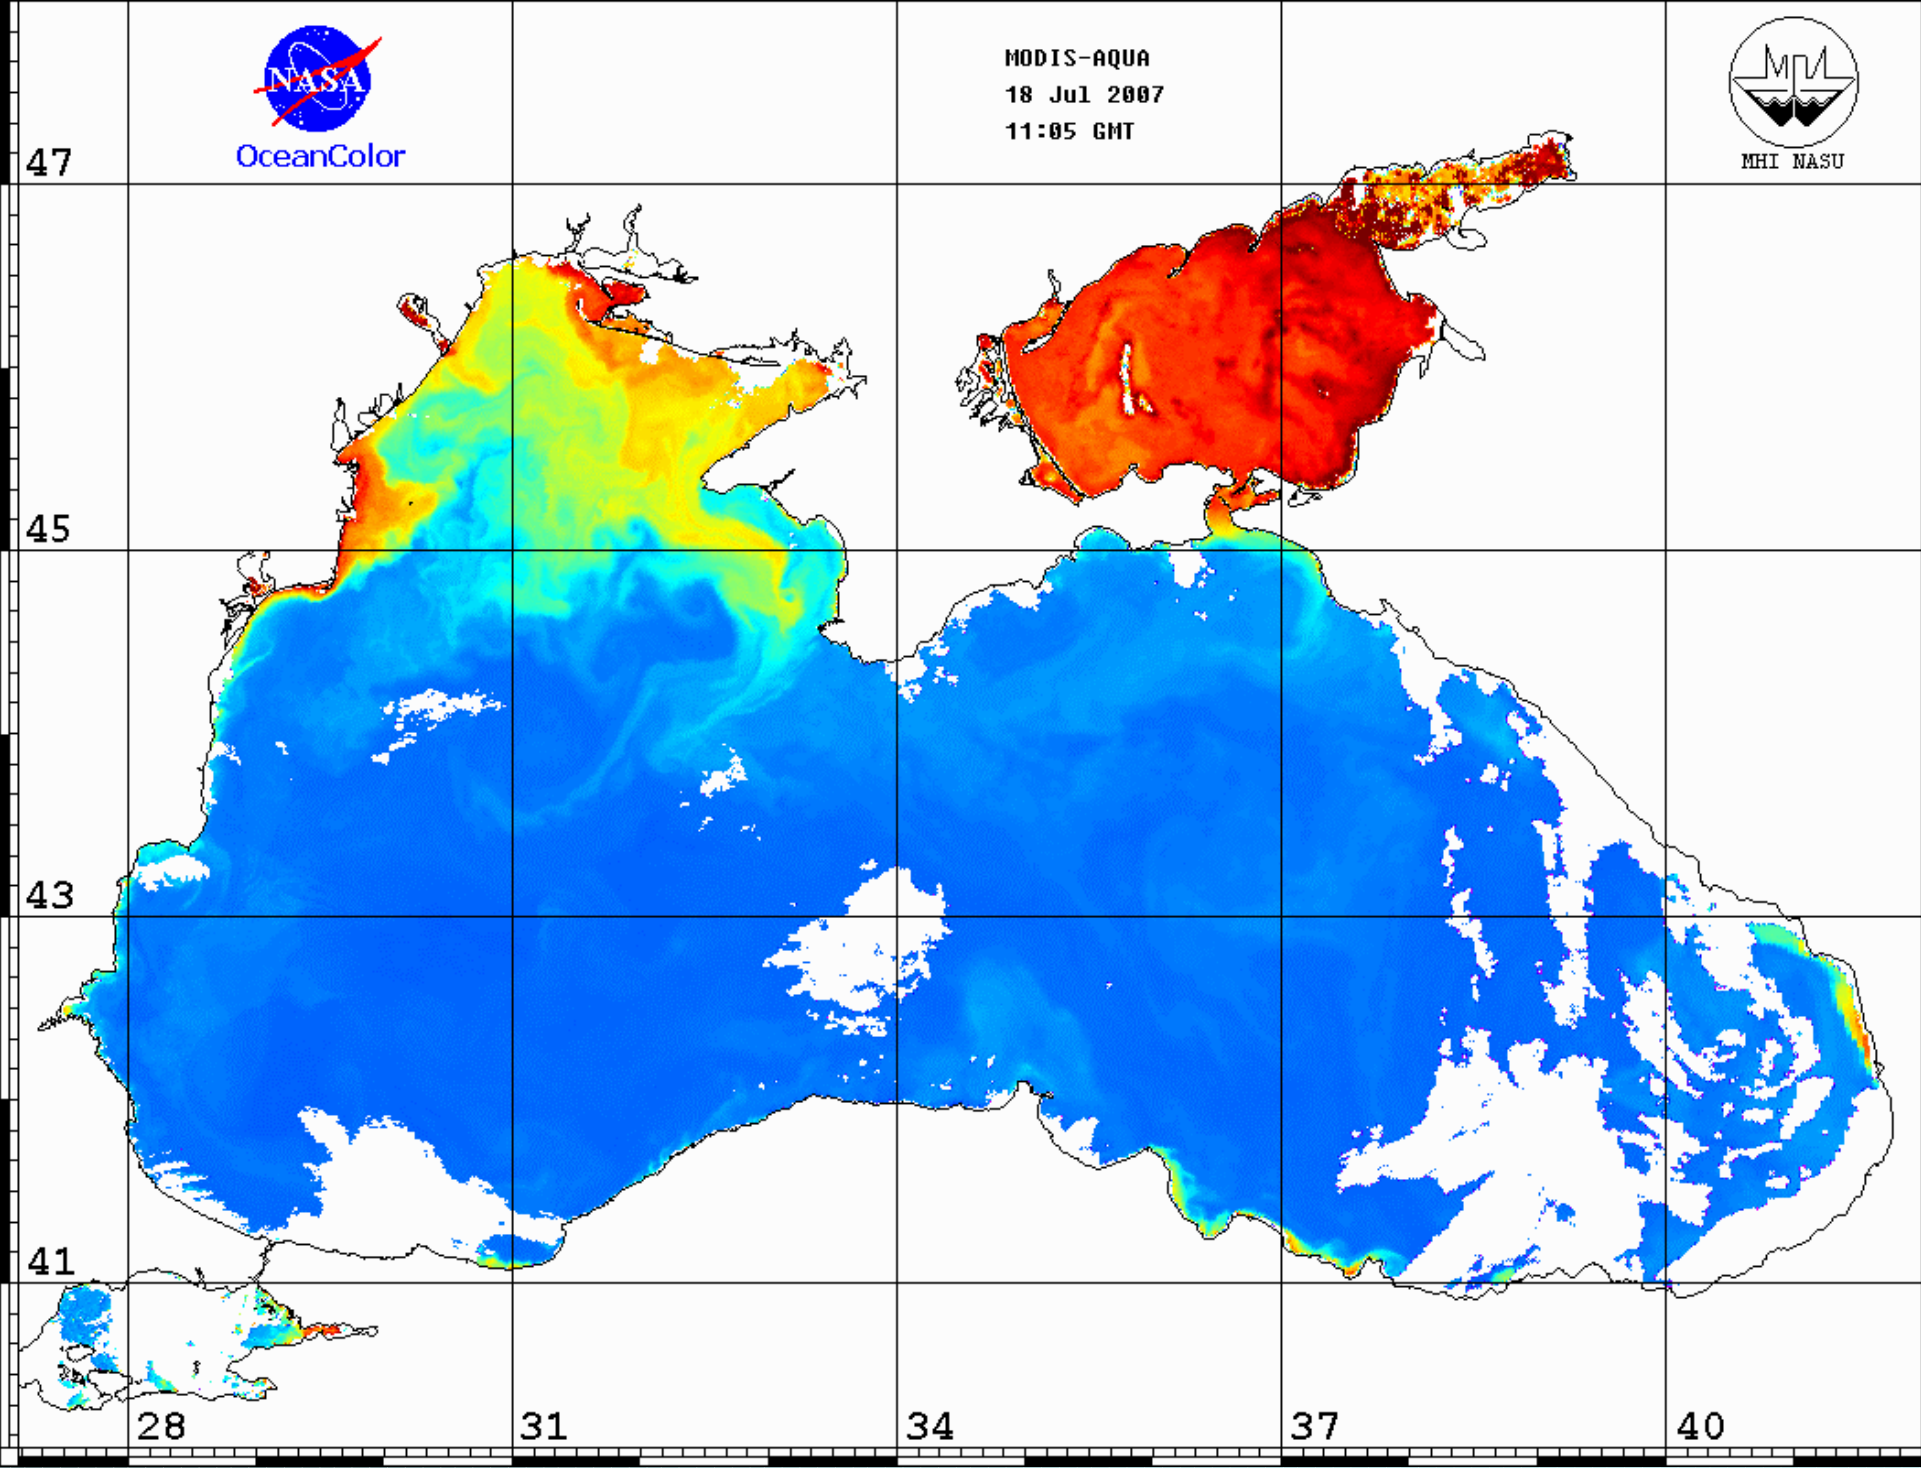 NASA
OceanColor
MODIS-AQUA
18 Jul 2007
11:05 GMT
MHI NASU
47
45
43
41
28 31 34 37 40